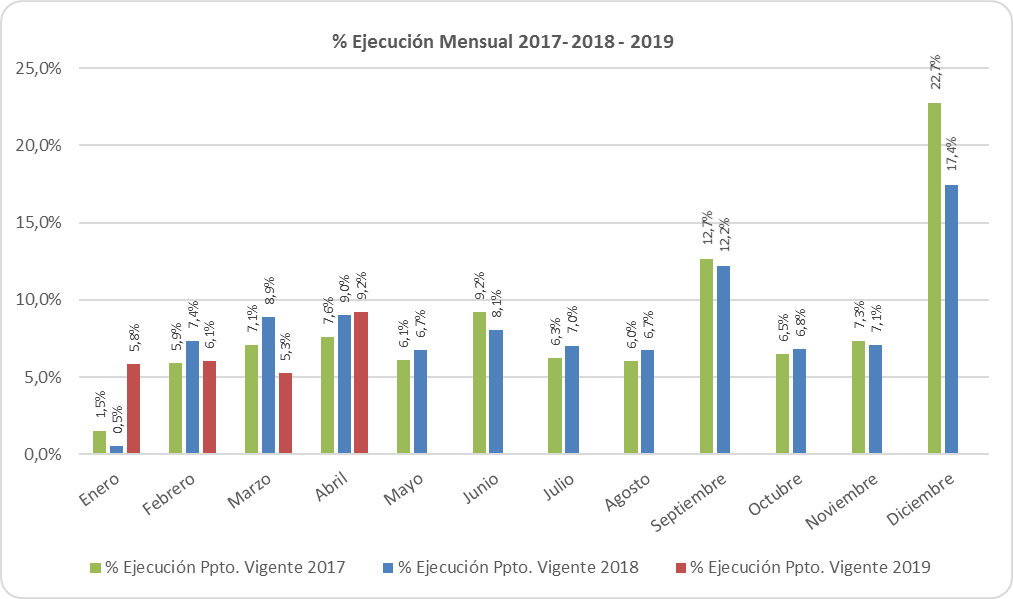 % Ejecución Mensual 2017- 2018 - 2019
25,0%
20,0%
15,0%
10,0%
5,0%
0,0%
1,5% 0,5% 5,8%
5,9% 7,4% 6,1%
7,1% 8,9% 5,3%
7,6% 9,0% 9,2%
6,1% 6,7%
9,2% 8,1%
6,3% 7,0%
6,0% 6,7%
12,7% 12,2%
6,5% 6,8%
7,3% 7,1%
22,7% 17,4%
Enero Febrero Marzo Abril Mayo Junio Julio Agosto Septiembre Octubre Noviembre Diciembre
% Ejecución Ppto. Vigente 2017 % Ejecución Ppto. Vigente 2018 % Ejecución Ppto. Vigente 2019